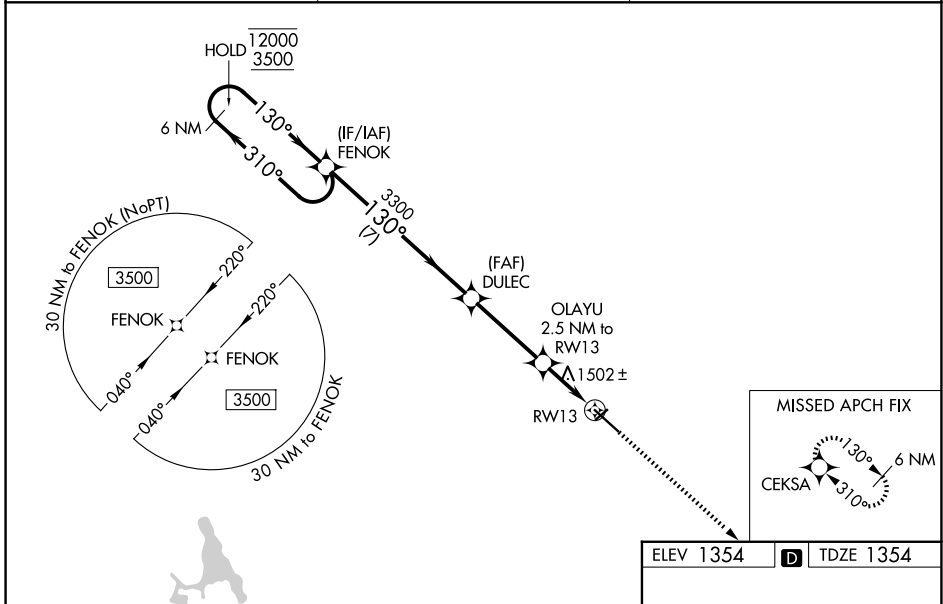 HOLD
12000
3500
6 NM
130°
310°
(IF/IAF)
FENOK
3300
130°
(7)
(FAF)
DULEC
OLAYU
2.5 NM to
RW13
1502 ±
RW13
30 NM to FENOK (NoPT)
3500
220°
FENOK
040°
220°
FENOK
3500
040°
30 NM to FENOK
MISSED APCH FIX
130°
6 NM
CEKSA
310°
ELEV 1354
D
TDZE 1354